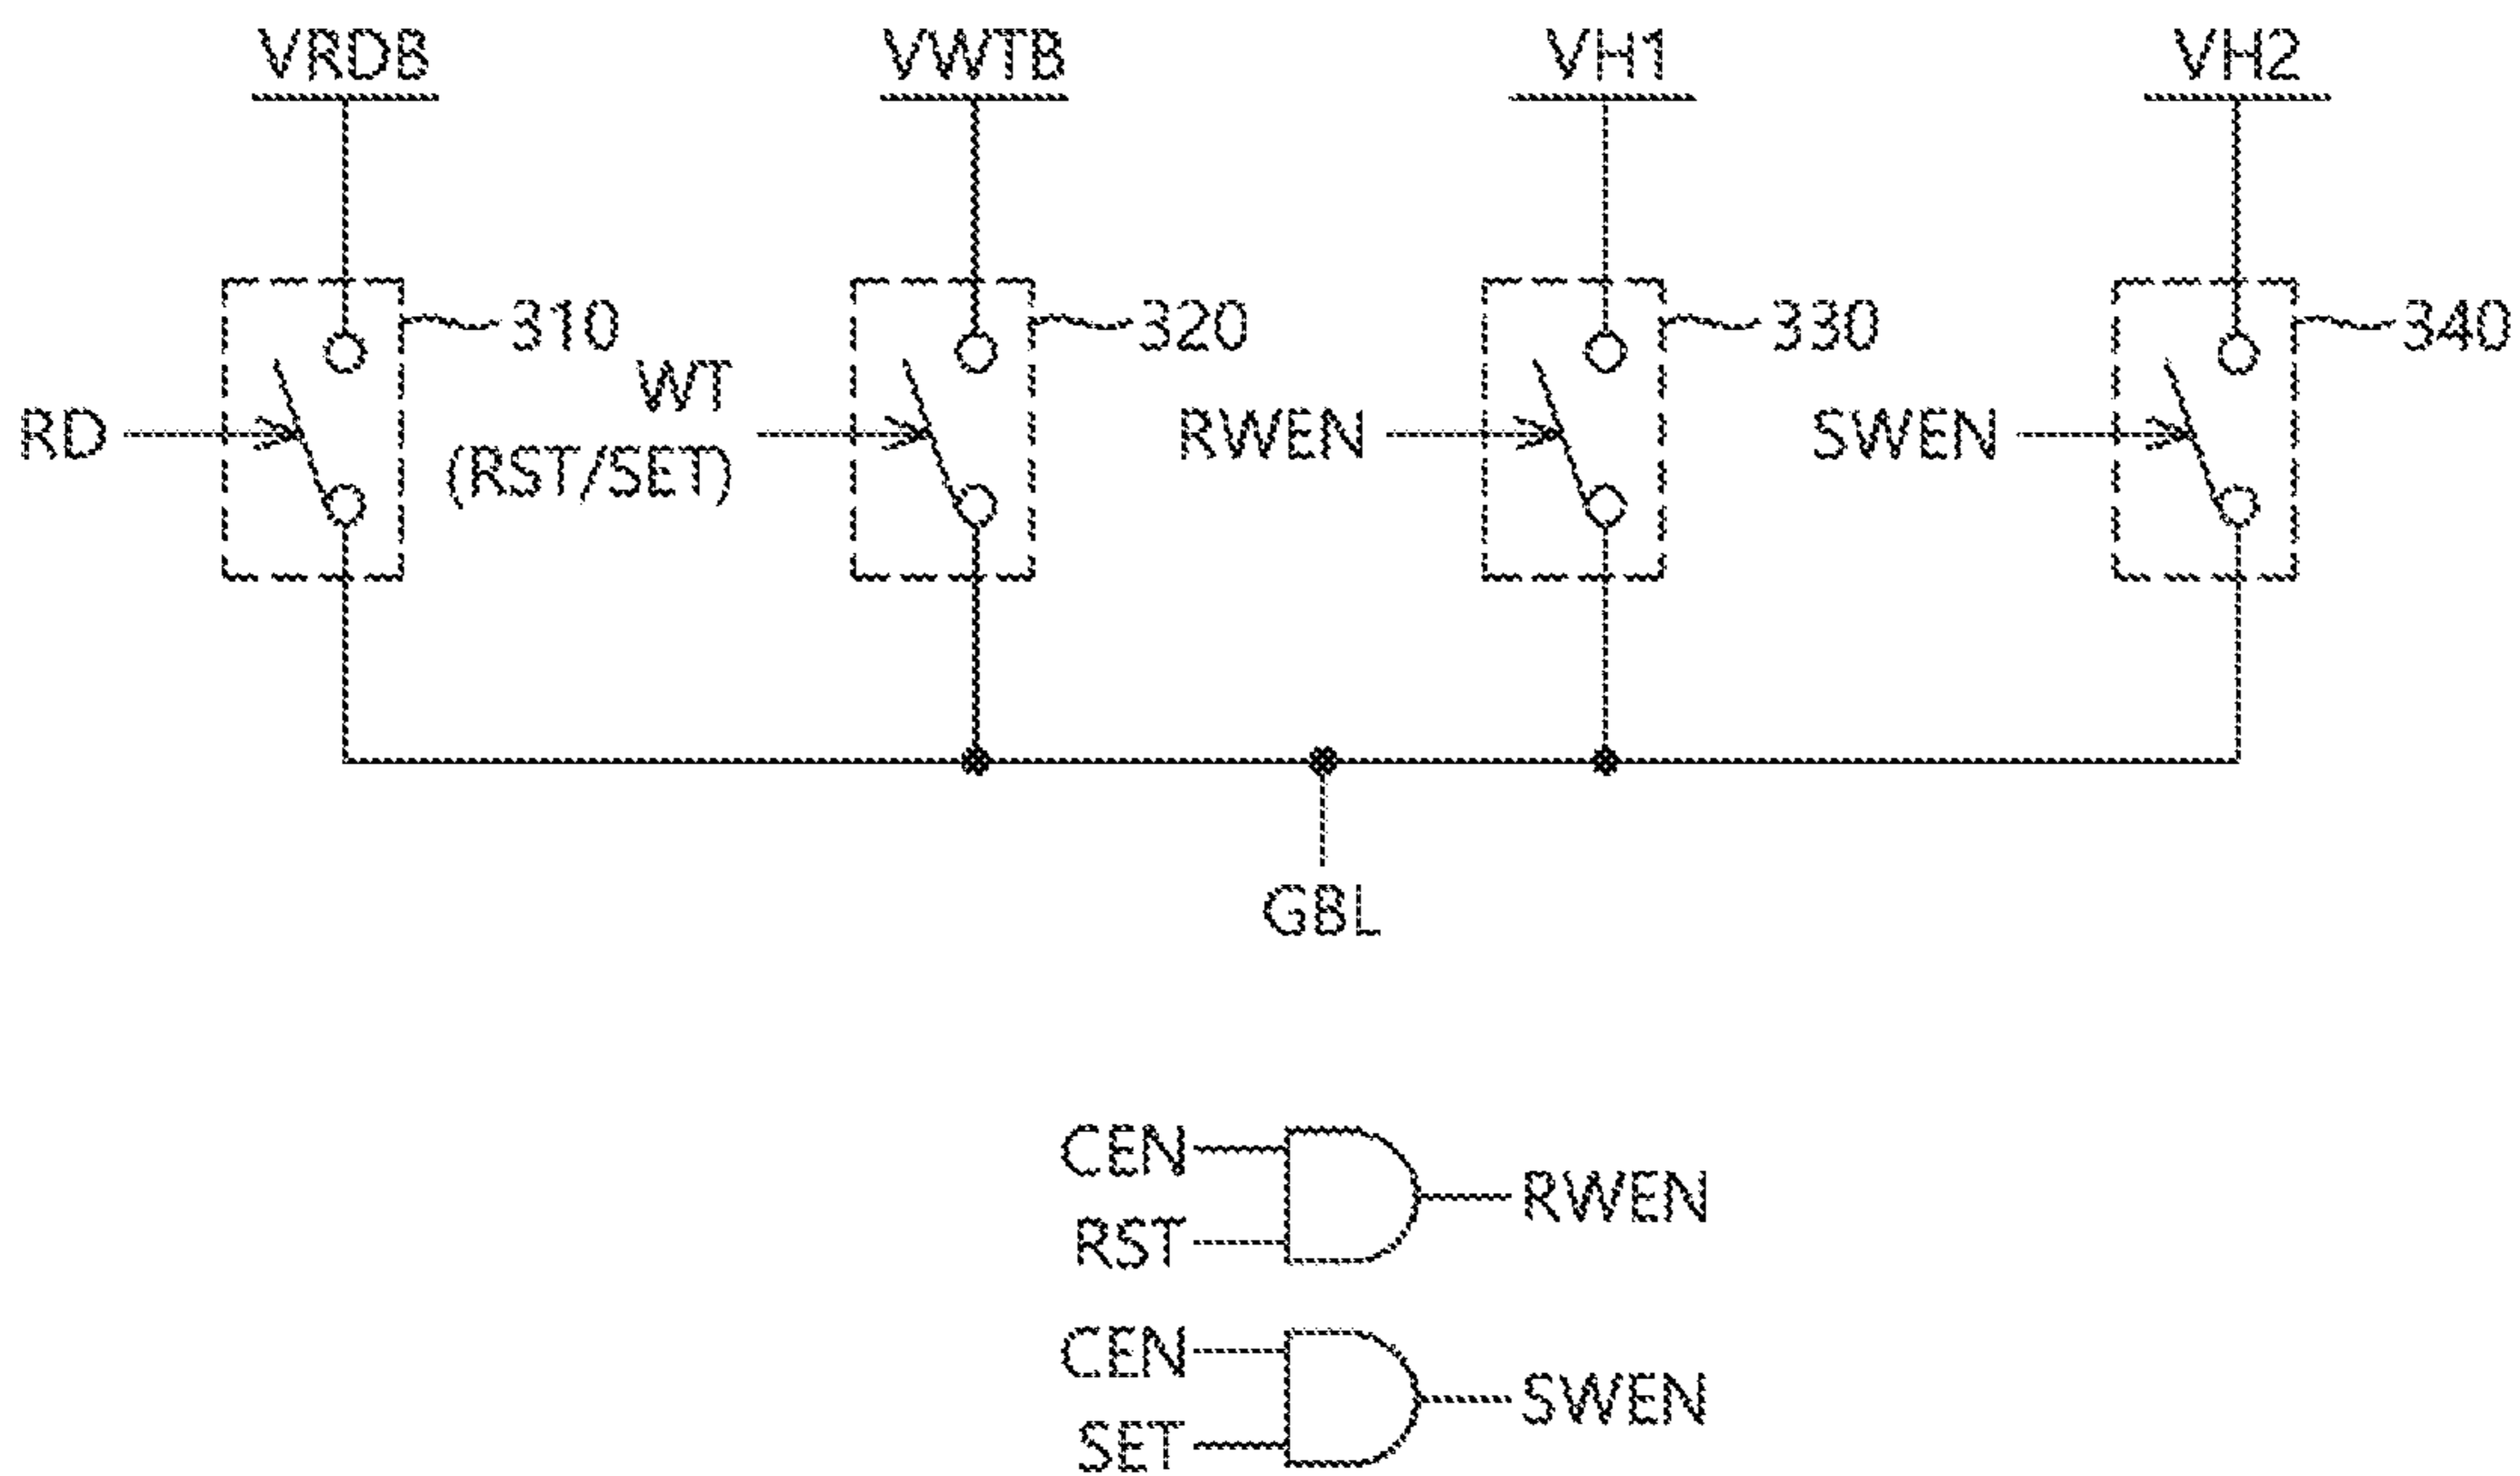 VRDB VWTB VH1 VH2
310 320 330 340
RD WT RWEN SWEN
(RST/SET)
GBL
CEN
RWEN
RST
CEN
SWEN
SET